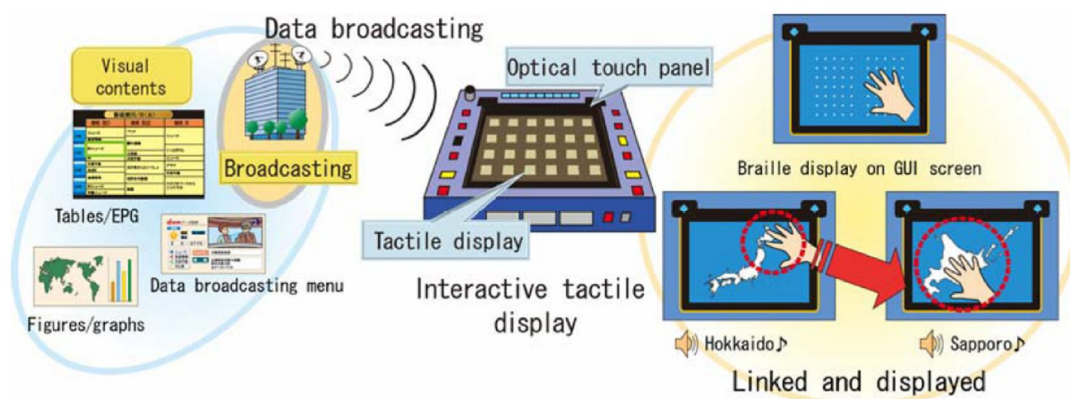 Data broadcasting
Visual
contents
Optical touch panel
Broadcasting
Braille display on GUI screen
Tables/EPG
Tactile display
Data broadcasting menu
Interactive tactile
display
Figures/graphs
Hokkaido♪
Sapporo♪
Linked and displayed